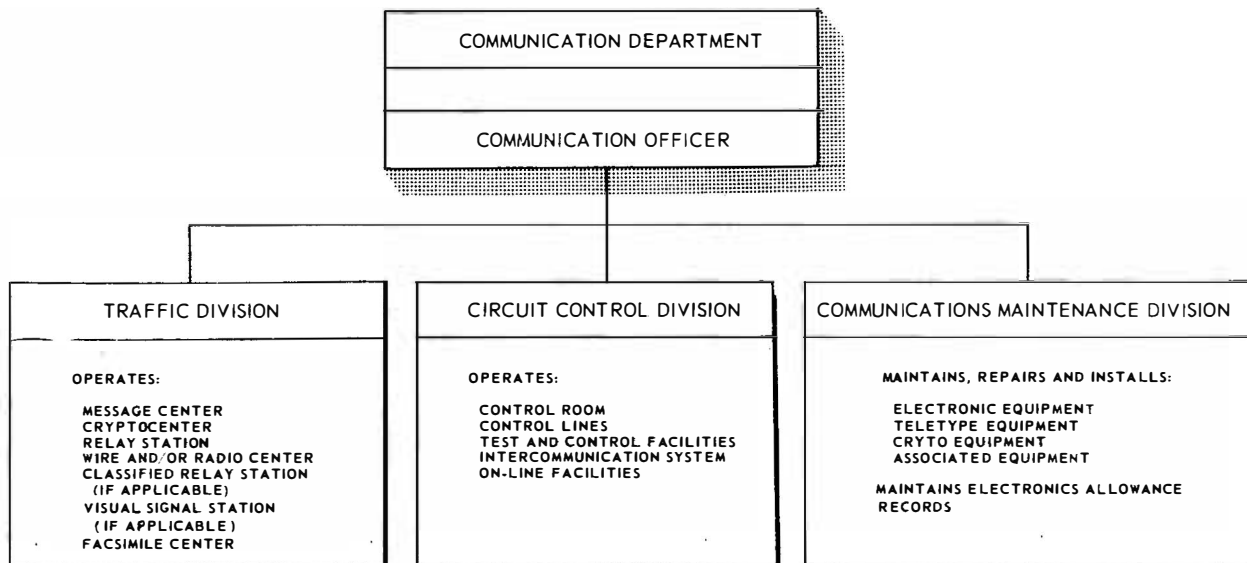 COMMUNICATION DEPARTMENT
COMMUNICATION OFFICER
TRAFFIC DIVISION
OPERATES:
MESSAGE CENTER
CRYPTOCENTER
RELAY STATION
WIRE AND/OR RADIO CENTER
CLASSIFIED RELAY STATION
(IF APPLICABLE)
VISUAL SIGNAL STATION
(IF APPLICABLE)
FACSIMILE CENTER
CIRCUIT CONTROL DIVISION
OPERATES:
CONTROL ROOM
CONTROL LINES
TEST AND CONTROL FACILITIES
INTERCOMMUNICATION SYSTEM
ON-LINE FACILITIES
COMMUNICATIONS MAINTENANCE DIVISION
MAINTAINS, REPAIRS AND INSTALLS:
ELECTRONIC EQUIPMENT
TELETYPE EQUIPMENT
CRYTO EQUIPMENT
ASSOCIATED EQUIPMENT
MAINTAINS ELECTRONICS ALLOWANCE
RECORDS